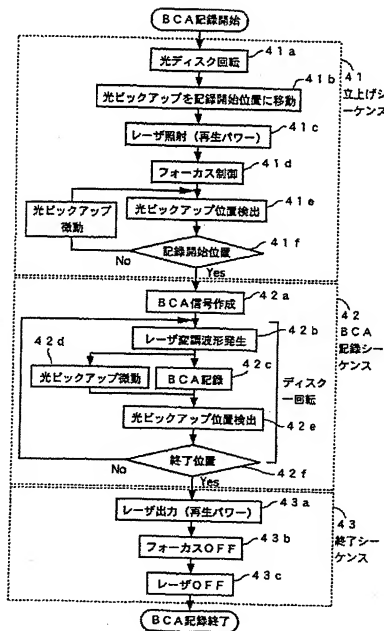 BCA記録開始
光ディスク回転
41a
光ピックアップを記録開始位置に移動
41b
41
立上げシーケンス
レーザ照射(再生パワー)
41c
フォーカス制御
41d
光ピックアップ微動
光ピックアップ位置検出
41e
記録開始位置
41f
No
Yes
BCA信号作成
42a
42
BCA記録シーケンス
レーザ変調波形発生
42b
42d
光ピックアップ微動
BCA記録
42c
ディスク一回転
光ピックアップ位置検出
42e
終了位置
42f
No
Yes
レーザ出力(再生パワー)
43a
43
終了シーケンス
フォーカスOFF
43b
レーザOFF
43c
BCA記録終了